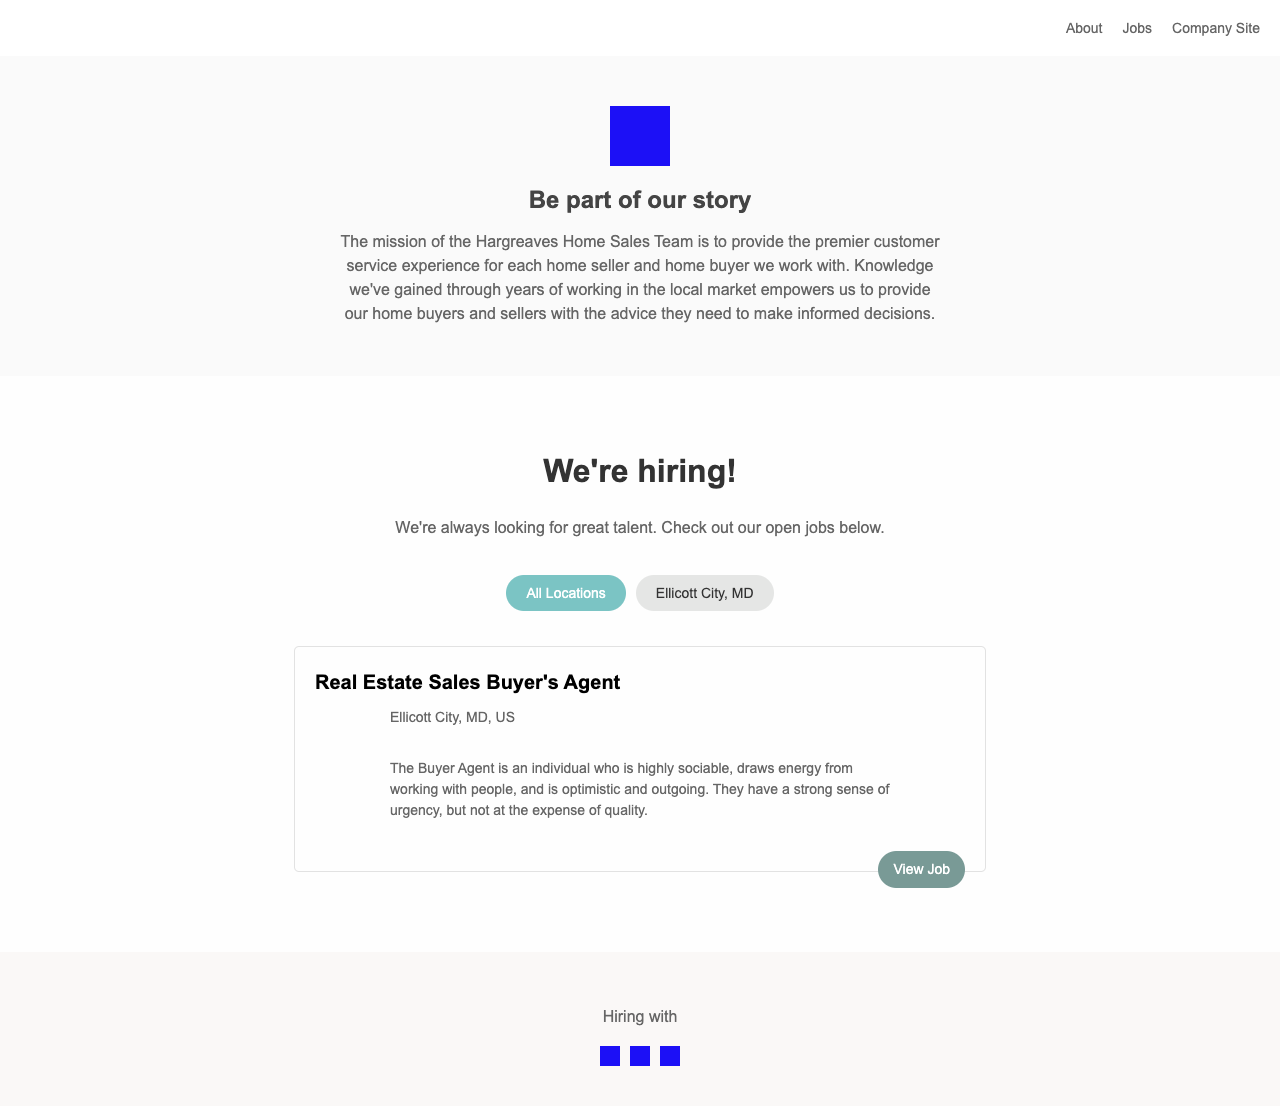 About
Jobs
Company Site
Be part of our story
The mission of the Hargreaves Home Sales Team is to provide the premier customer
service experience for each home seller and home buyer we work with. Knowledge
we've gained through years of working in the local market empowers us to provide
our home buyers and sellers with the advice they need to make informed decisions.
We're hiring!
We're always looking for great talent. Check out our open jobs below.
All Locations
Ellicott City, MD
Real Estate Sales Buyer's Agent
Ellicott City, MD, US
The Buyer Agent is an individual who is highly sociable, draws energy from
working with people, and is optimistic and outgoing. They have a strong sense of
urgency, but not at the expense of quality.
View Job
Hiring with